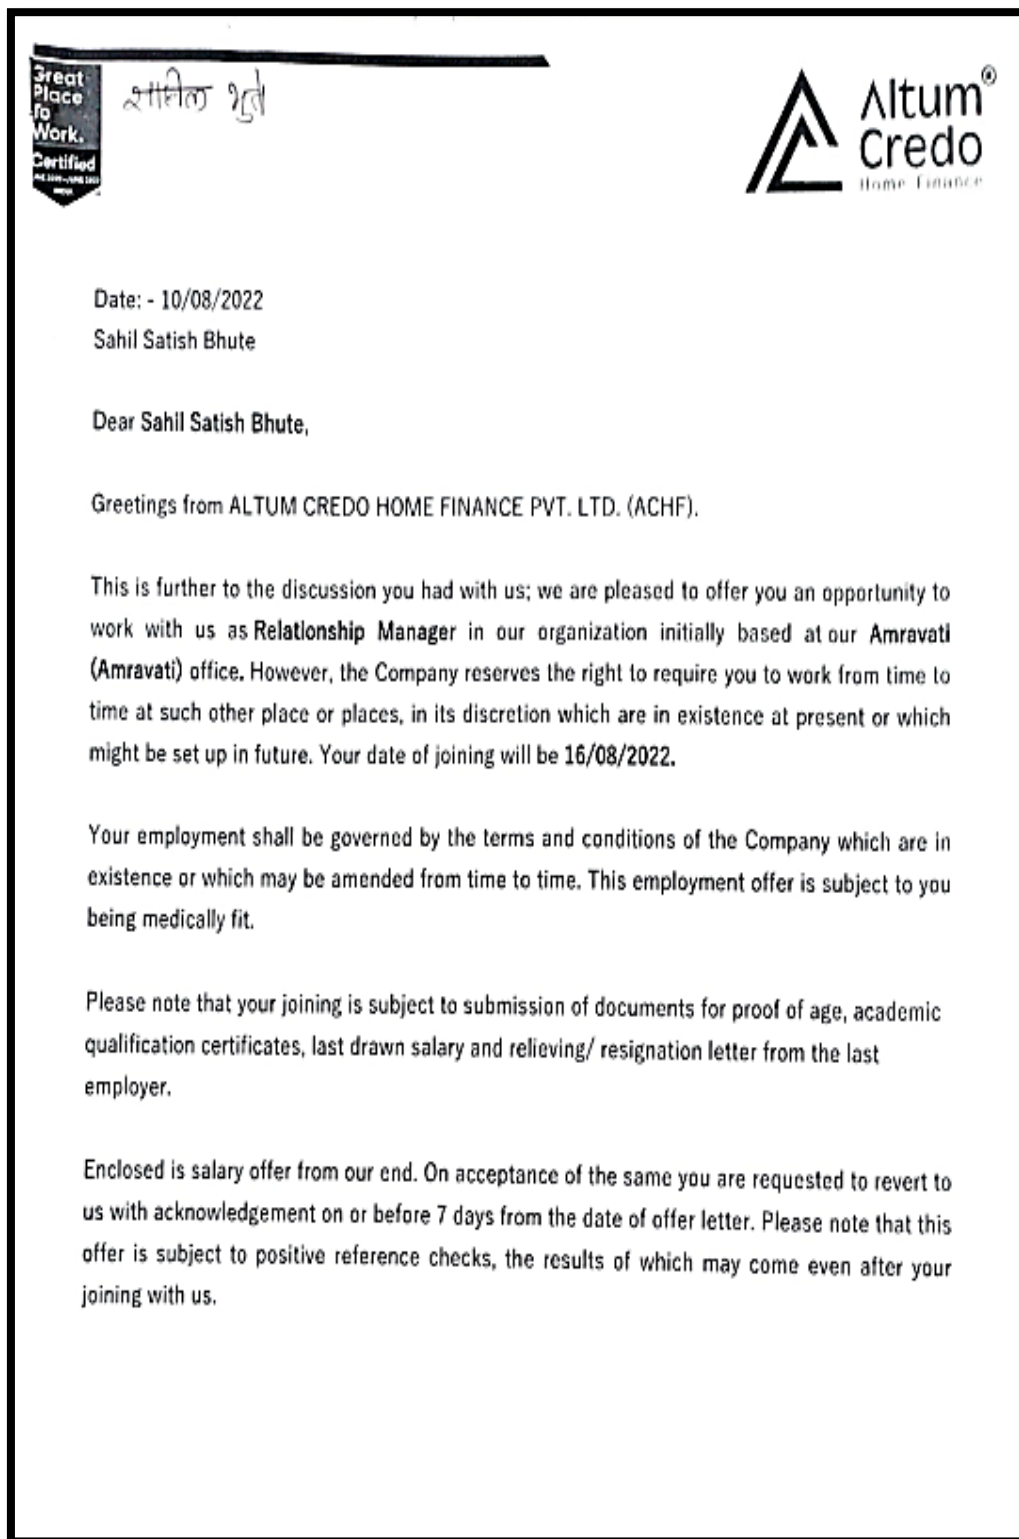 Great
Place
To
Work.
Certified
INDIA
भुते
Altum®
Credo
Home Finance
Date: - 10/08/2022
Sahil Satish Bhute
Dear Sahil Satish Bhute,
Greetings from ALTUM CREDO HOME FINANCE PVT. LTD. (ACHF).
This is further to the discussion you had with us; we are pleased to offer you an opportunity to
work with us as Relationship Manager in our organization initially based at our Amravati
(Amravati) office. However, the Company reserves the right to require you to work from time to
time at such other place or places, in its discretion which are in existence at present or which
might be set up in future. Your date of joining will be 16/08/2022.
Your employment shall be governed by the terms and conditions of the Company which are in
existence or which may be amended from time to time. This employment offer is subject to you
being medically fit.
Please note that your joining is subject to submission of documents for proof of age, academic
qualification certificates, last drawn salary and relieving/ resignation letter from the last
employer.
Enclosed is salary offer from our end. On acceptance of the same you are requested to revert to
us with acknowledgement on or before 7 days from the date of offer letter. Please note that this
offer is subject to positive reference checks, the results of which may come even after your
joining with us.